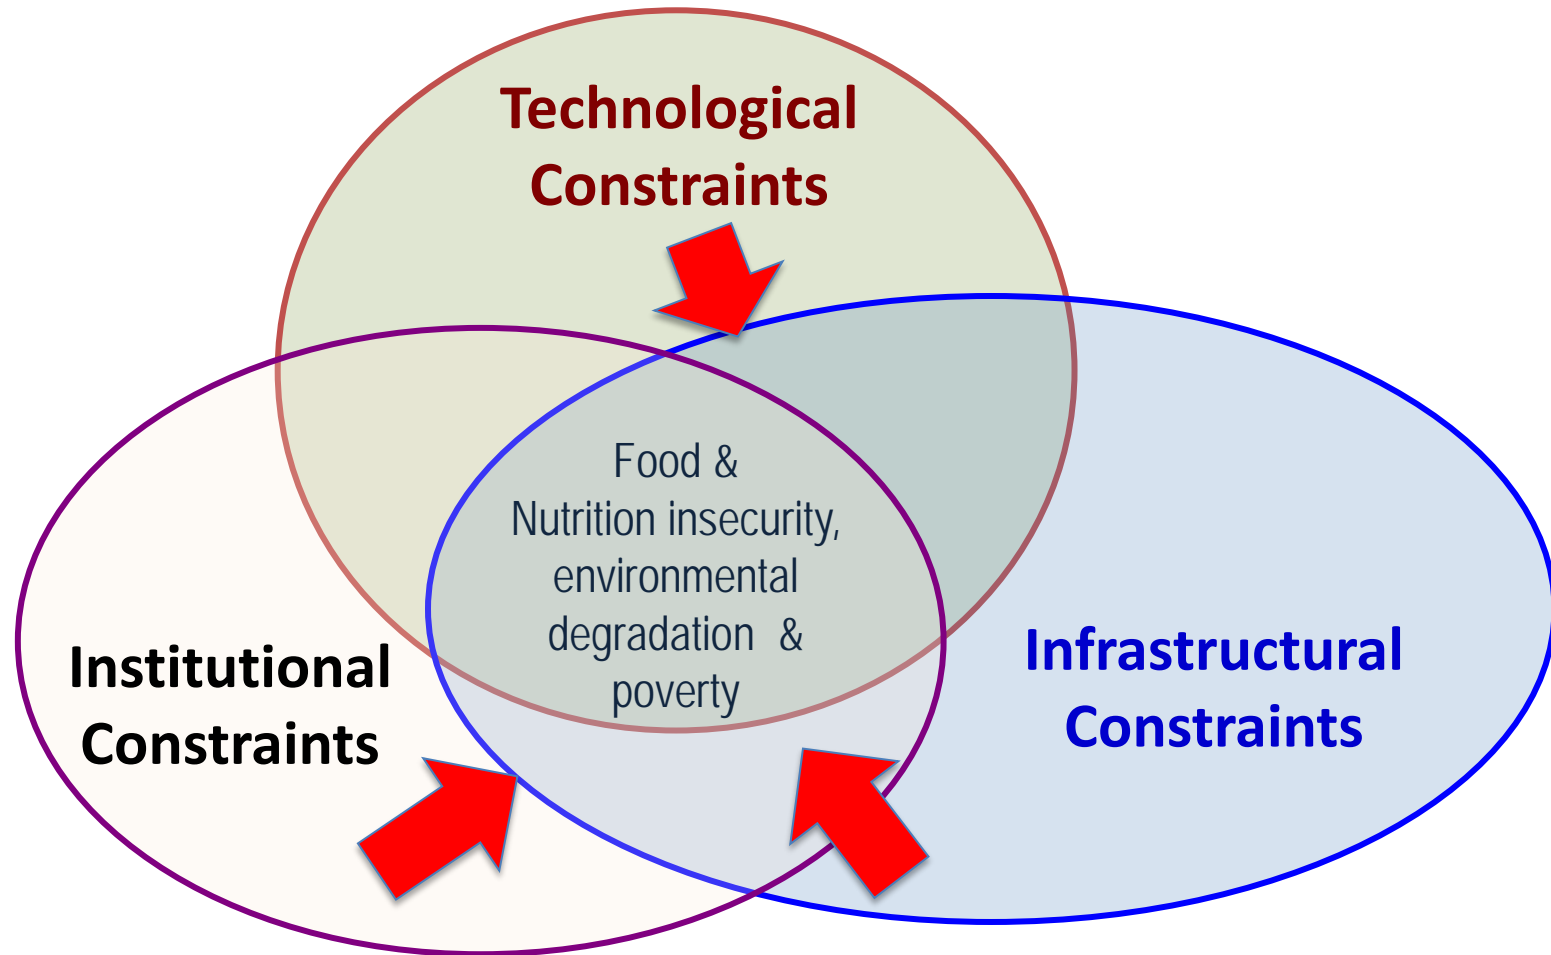 Technological
Constraints
Food &
Nutrition insecurity,
environmental
degradation &
poverty
Institutional
Constraints
Infrastructural
Constraints